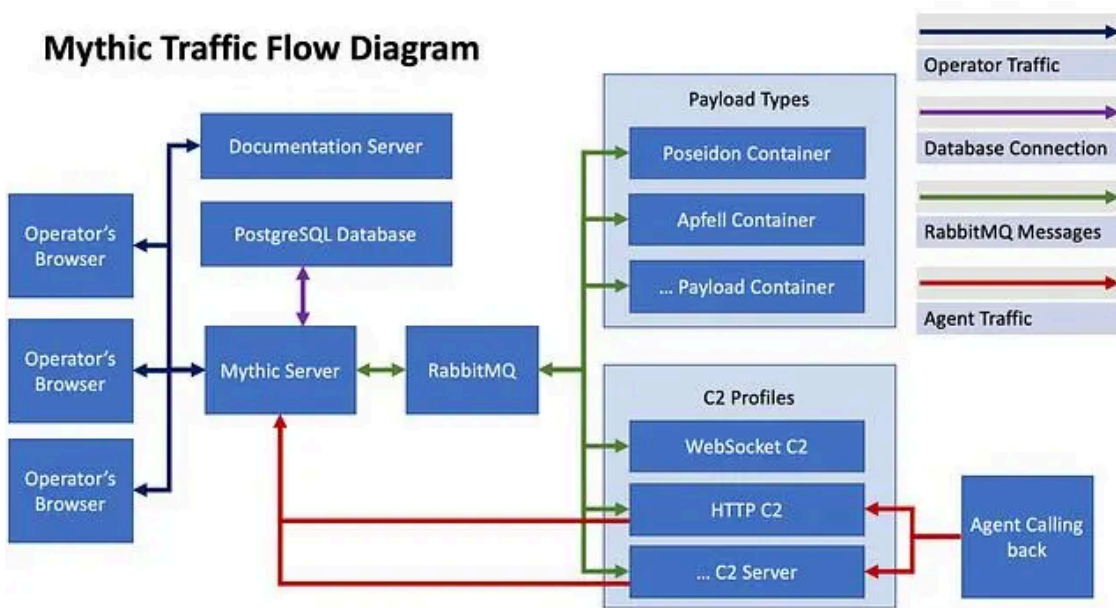 Mythic Traffic Flow Diagram
Operator Traffic
Database Connection
RabbitMQ Messages
Agent Traffic
Documentation Server
PostgreSQL Database
Operator's
Browser
Operator's
Browser
Operator's
Browser
Mythic Server
RabbitMQ
Payload Types
Poseidon Container
Apfell Container
... Payload Container
C2 Profiles
WebSocket C2
HTTP C2
... C2 Server
Agent Calling
back